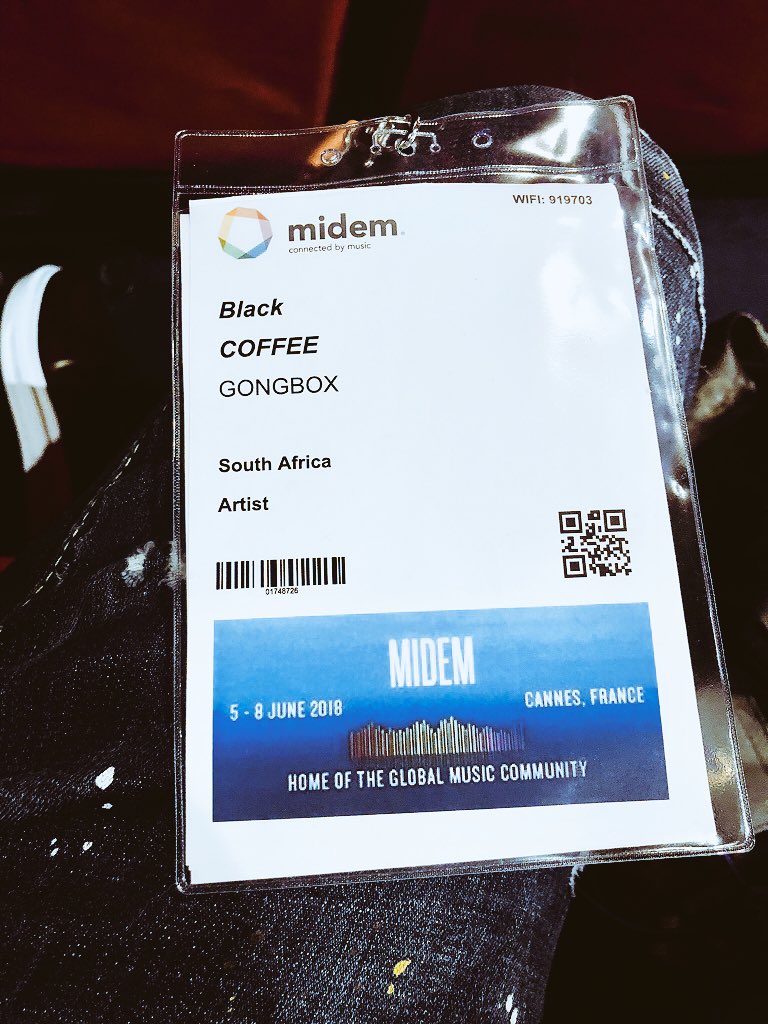 WIFI: 919703
midem
connected by music
Black
COFFEE
GONGBOX
South Africa
Artist
01748726
MIDEM
5 - 8 JUNE 2018
CANNES, FRANCE
HOME OF THE GLOBAL MUSIC COMMUNITY